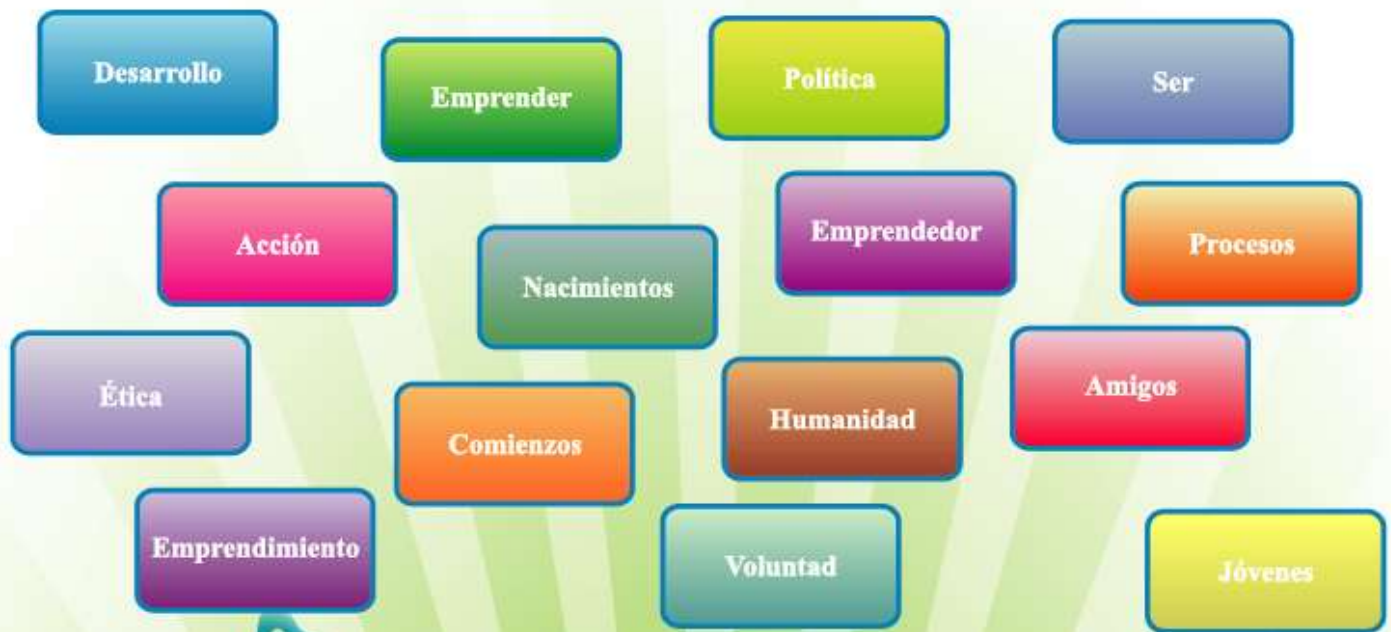 Desarrollo
Emprender
Política
Ser
Acción
Nacimientos
Emprendedor
Procesos
Ética
Comienzos
Humanidad
Amigos
Emprendimiento
Voluntad
Jóvenes